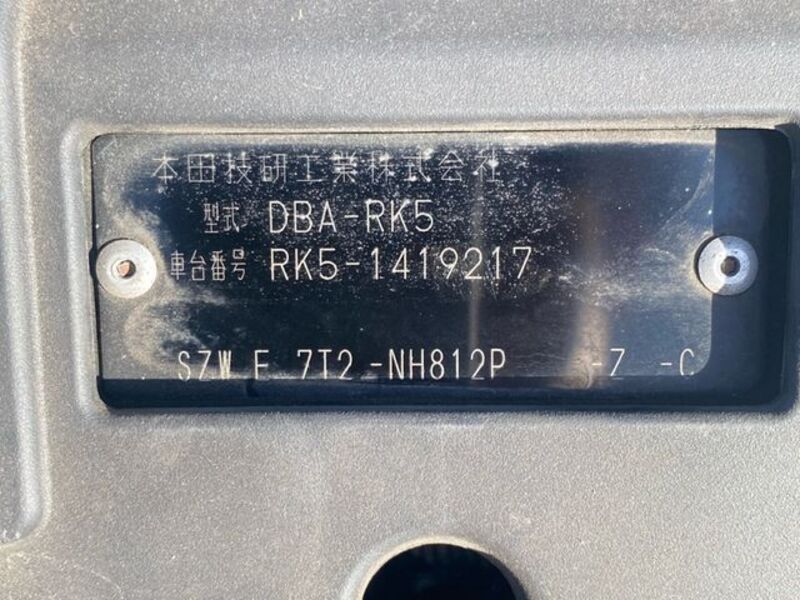 本田技研工業株式会社
型式 DBA-RK5
車台番号 RK5-1419217
SZW F 7T2 -NH812P -Z -C